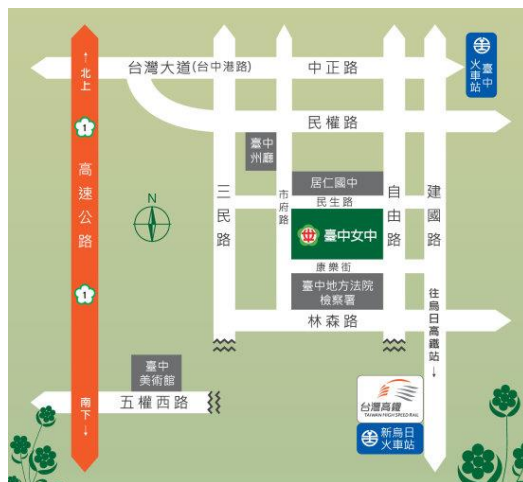 ↑北上
台灣大道(台中港路)
中正路
臺中火車站
1
民權路
高速公路
臺中
州廳
N
三民路
市府路
居仁國中
民生路
自由路
建國路
臺中女中
康樂街
臺中地方法院
檢察署
往烏日高鐵站→
1
林森路
臺中
美術館
台灣高鐵
TAIWAN HIGH SPEED RAIL
南下↓
五權西路
新烏日
火車站